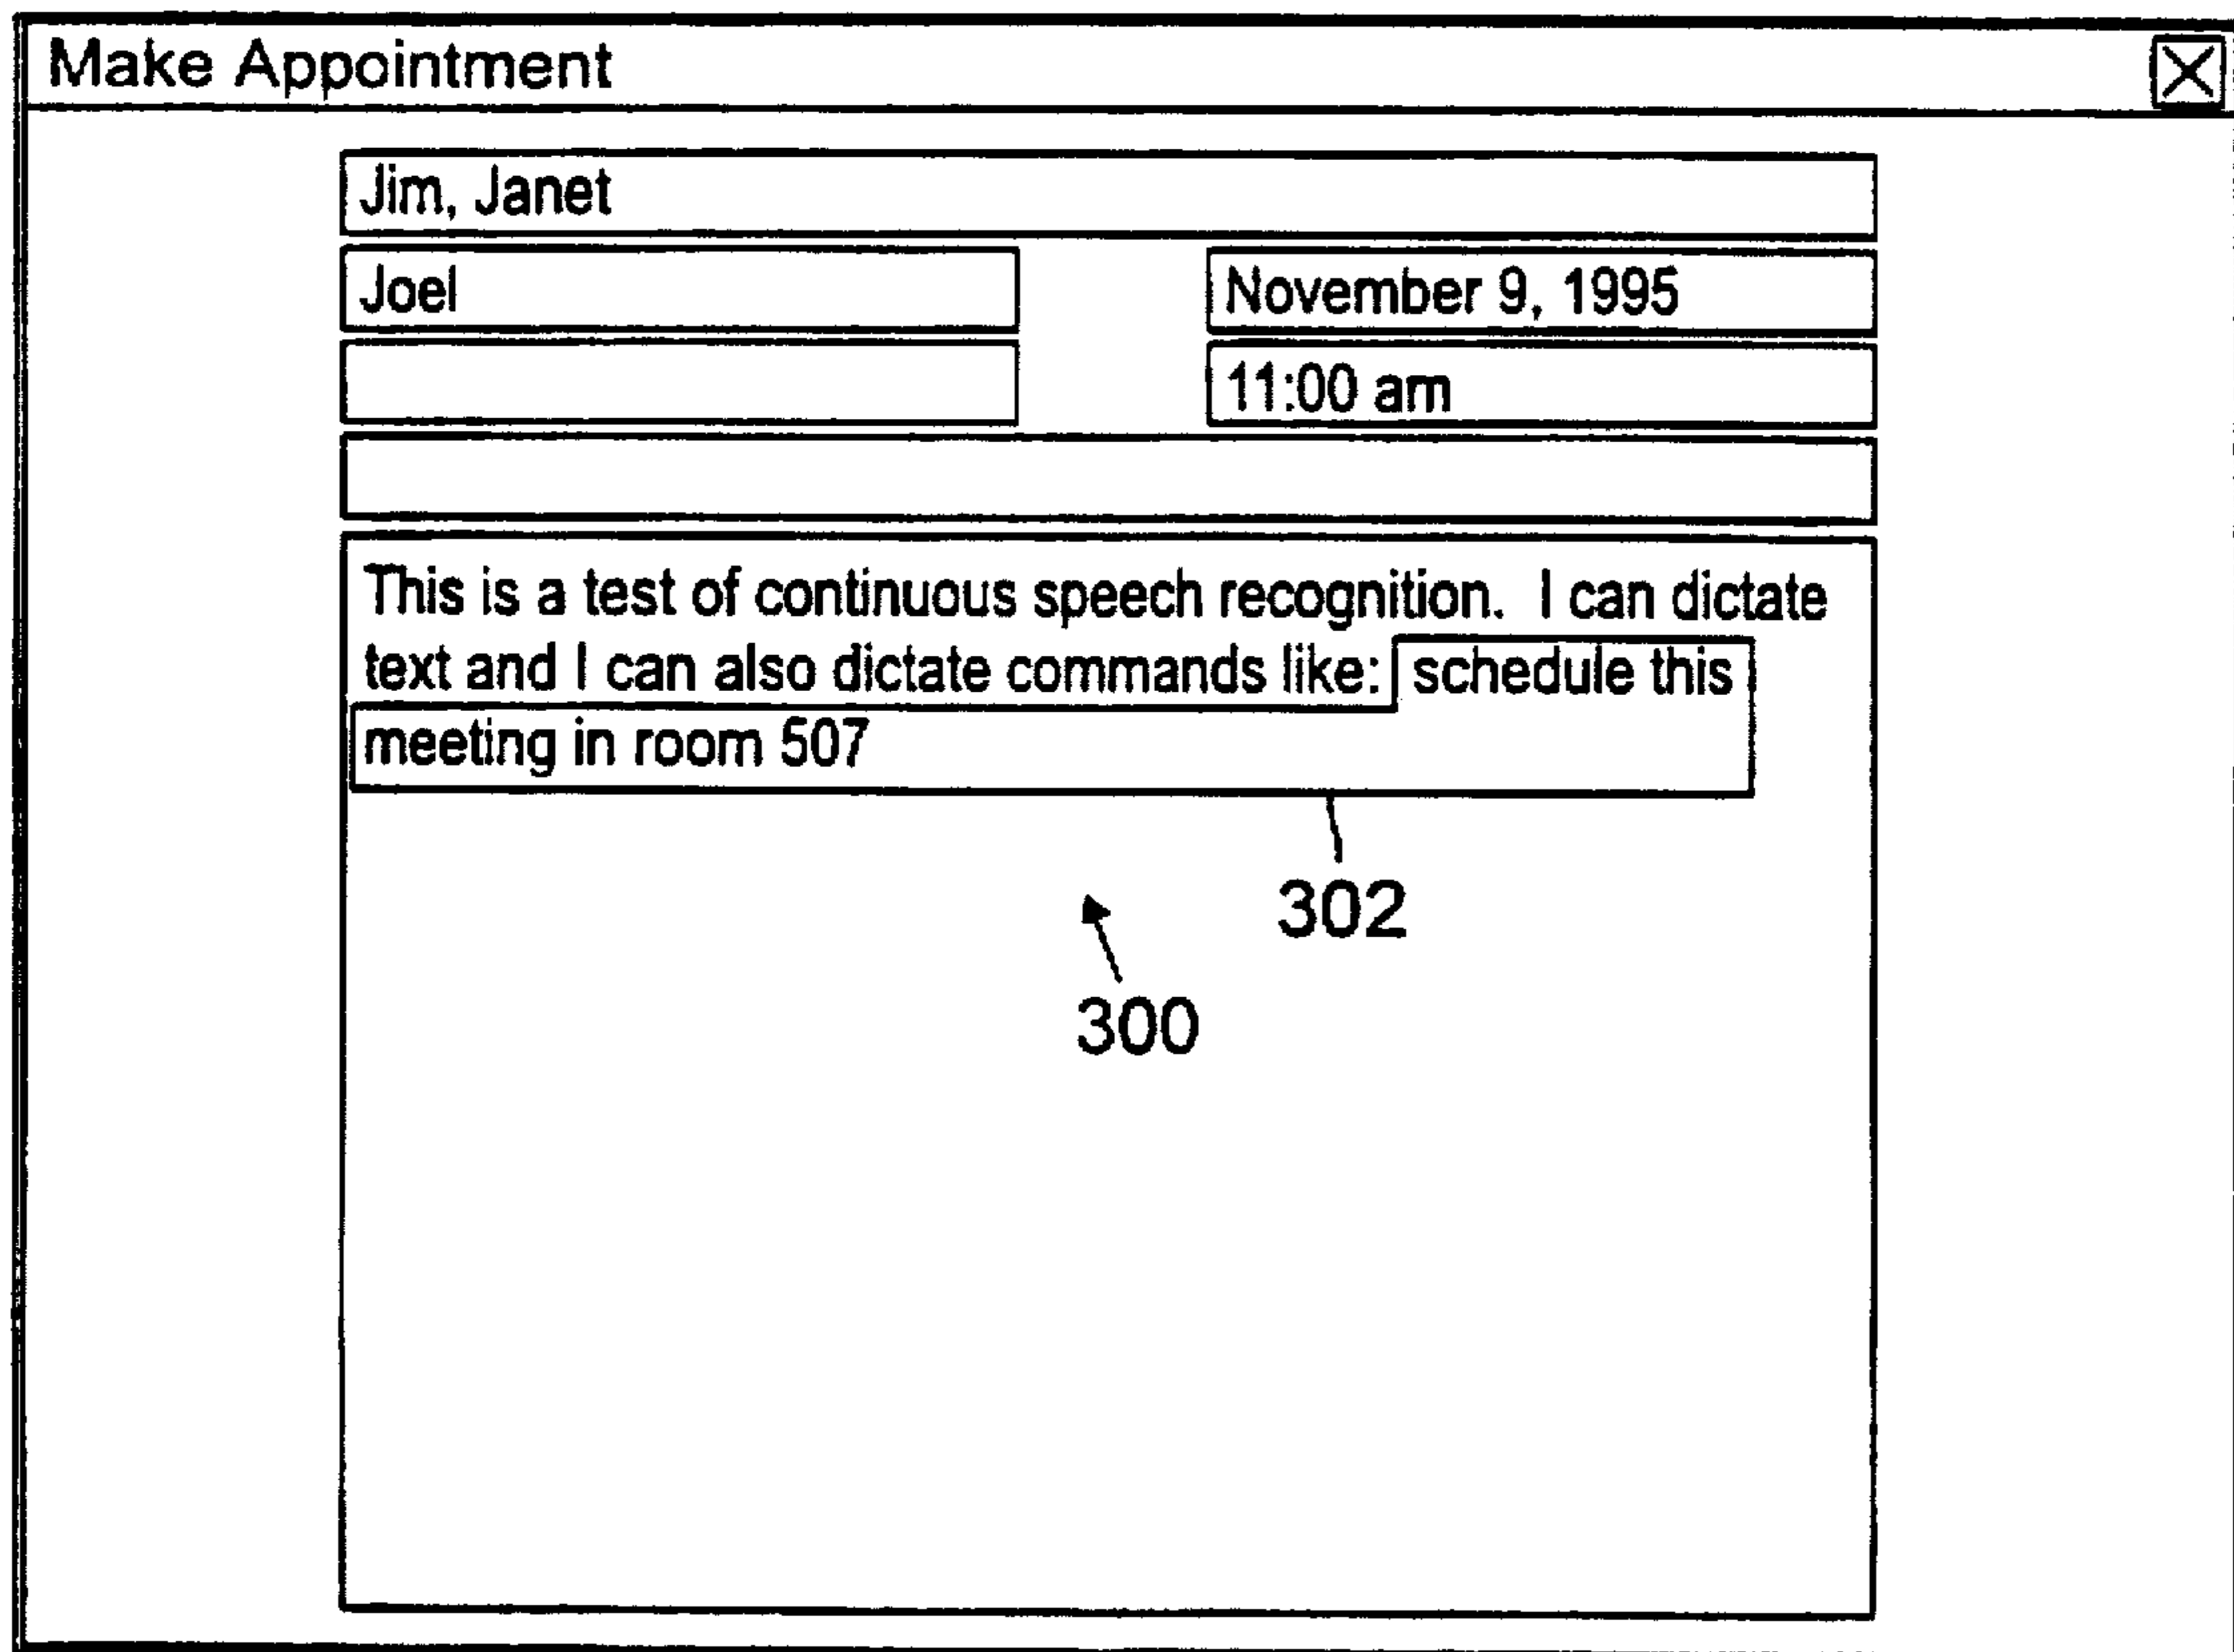 Make Appointment
Jim, Janet
Joel
November 9, 1995
11:00 am
This is a test of continuous speech recognition.  I can dictate
text and I can also dictate commands like: schedule this
meeting in room 507
302
300